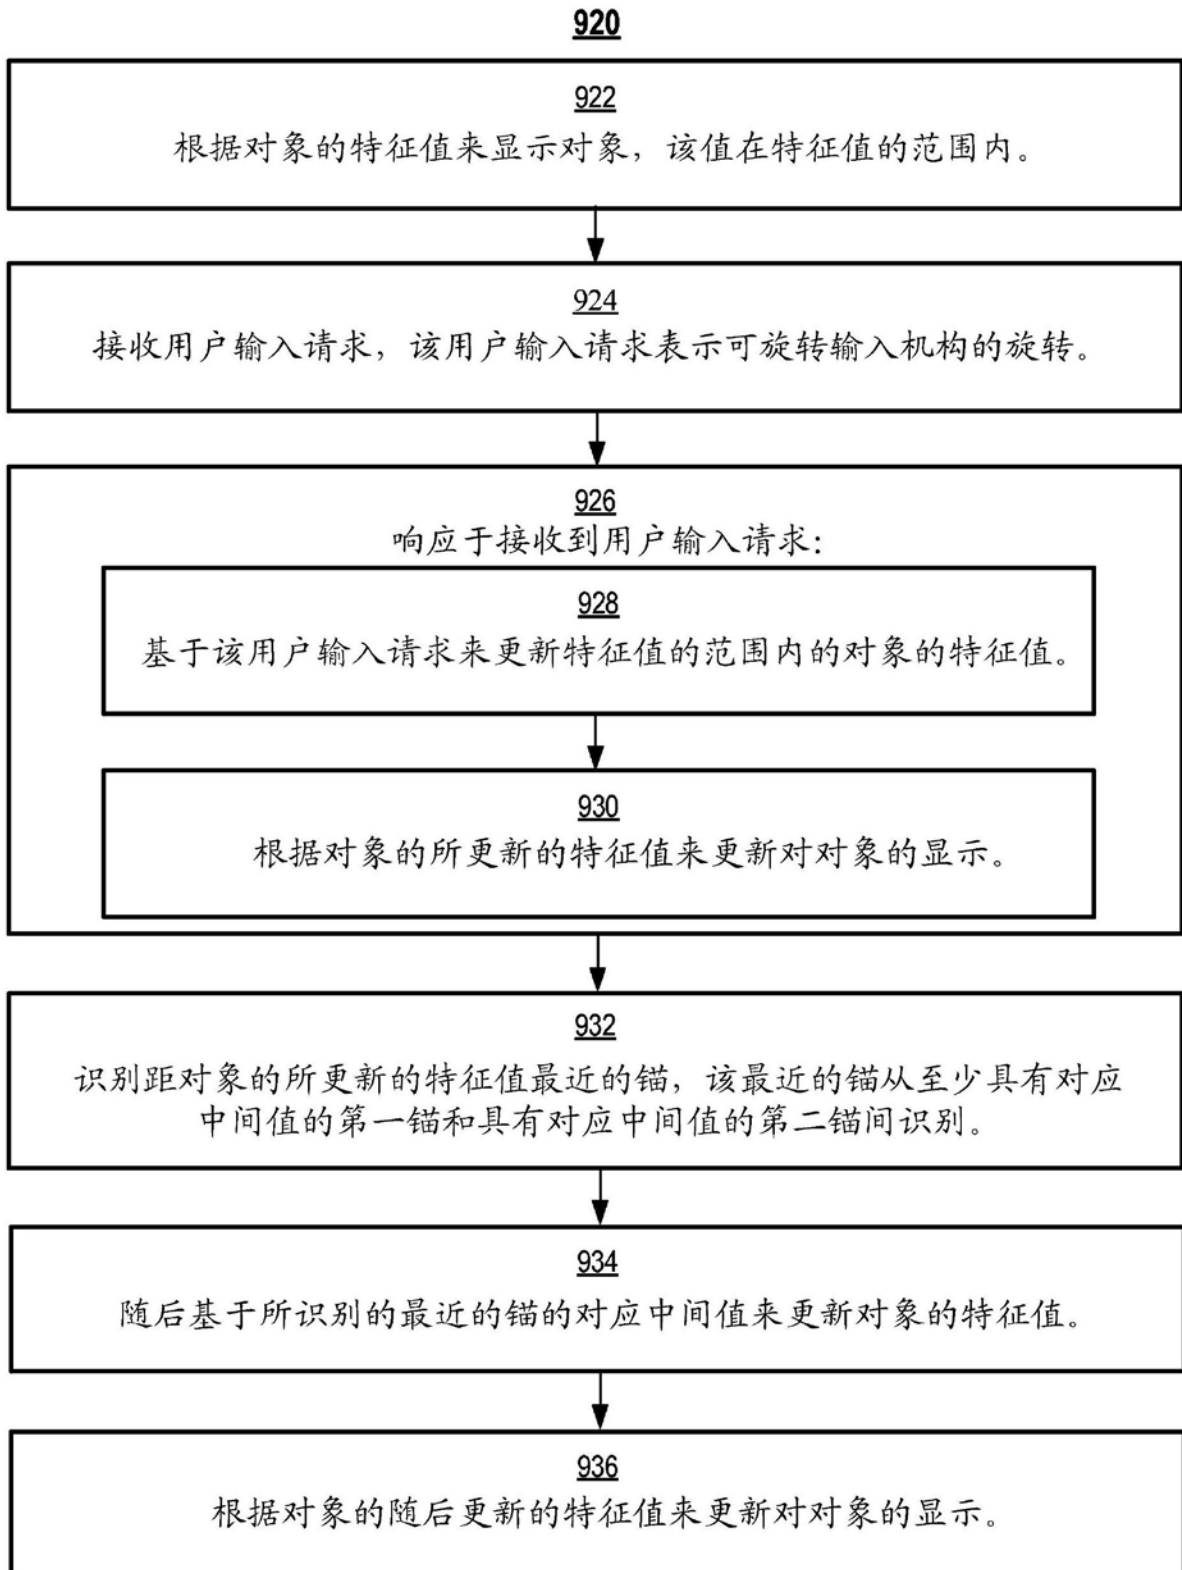 920
922
根据对象的特征值来显示对象，该值在特征值的范围内。
924
接收用户输入请求，该用户输入请求表示可旋转输入机构的旋转。
926
响应于接收到用户输入请求：
928
基于该用户输入请求来更新特征值的范围内的对象的特征值。
930
根据对象的所更新的特征值来更新对对象的显示。
932
识别距对象的所更新的特征值最近的锚，该最近的锚从至少具有对应
中间值的第一锚和具有对应中间值的第二锚间识别。
934
随后基于所识别的最近的锚的对应中间值来更新对象的特征值。
936
根据对象的随后更新的特征值来更新对对象的显示。